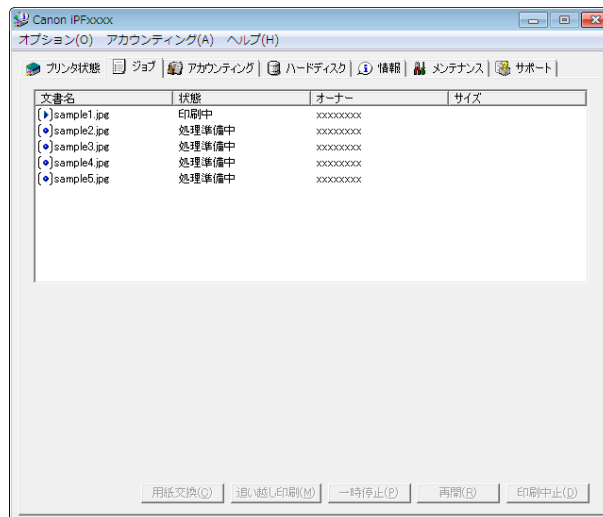 Canon iPFxxxx
オプション(O) アカウンティング(A) ヘルプ(H)
プリンタ状態 ジョブ アカウンティング ハードディスク 情報 メンテナンス サポート
文書名 状態 オーナー サイズ
sample1.jpg 印刷中 xxxxxxxx
sample2.jpg 処理準備中 xxxxxxxx
sample3.jpg 処理準備中 xxxxxxxx
sample4.jpg 処理準備中 xxxxxxxx
sample5.jpg 処理準備中 xxxxxxxx
用紙交換(C) 追い越し印刷(M) 一時停止(P) 再開(R) 印刷中止(D)